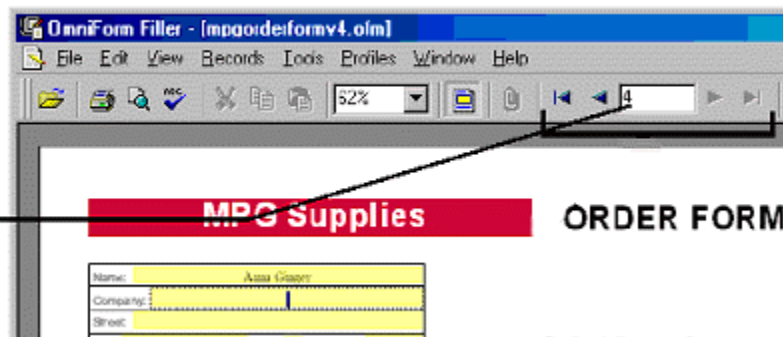 OmniForm Filler - [mpgorderformv4.ofm]
File Edit View Records Tools Profiles Window Help
ABC 62% 4
MPG Supplies ORDER FORM
Name: Anna Ginger
Company:
Street: